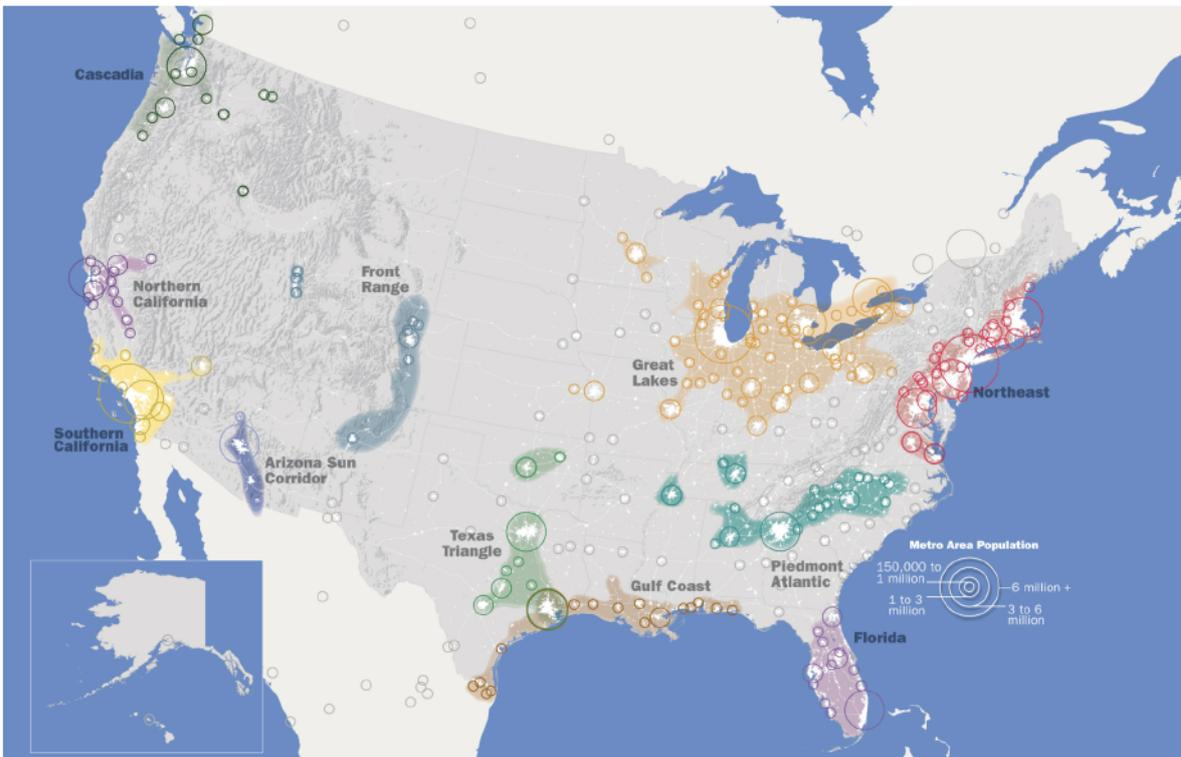 Cascadia
Northern
California
Front
Range
Great
Lakes
Northeast
Southern
California
Arizona Sun
Corridor
Texas
Triangle
Gulf Coast
Piedmont
Atlantic
Florida
Metro Area Population
150,000 to
1 million
1 to 3
million
6 million +
3 to 6
million